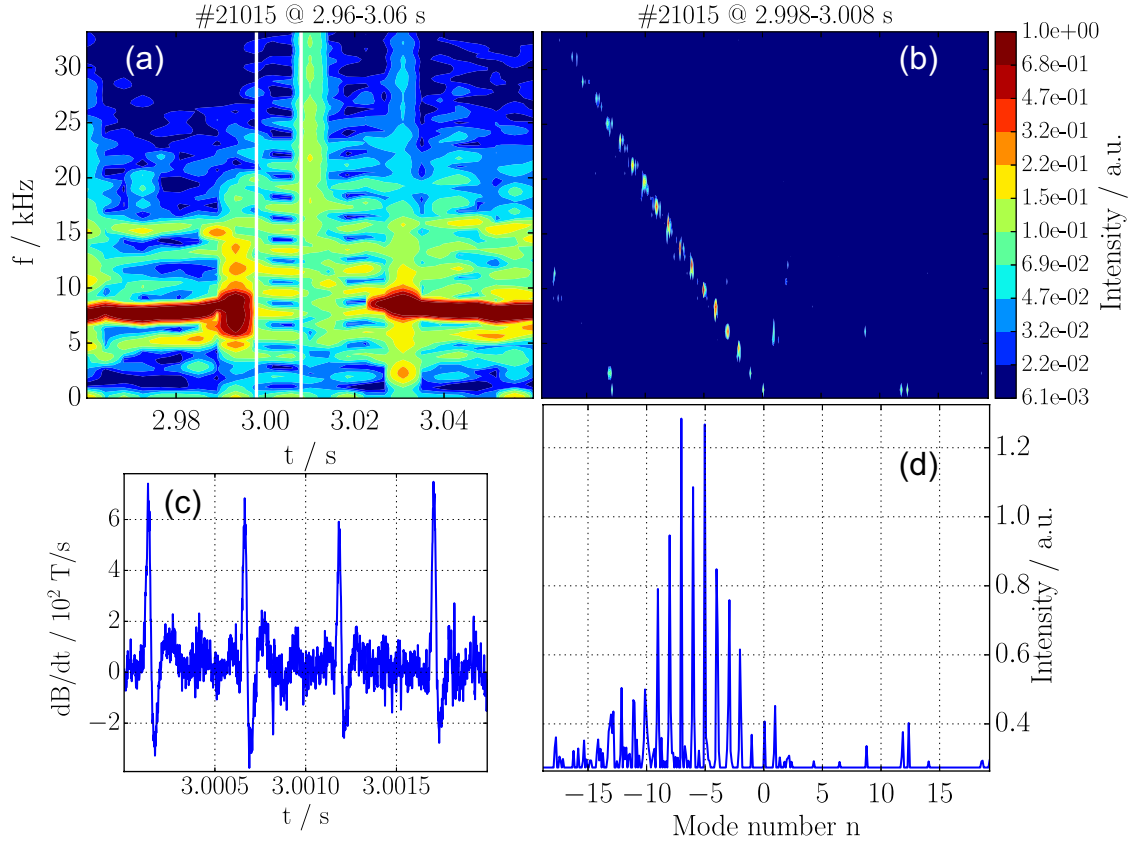 #21015 @ 2.96-3.06 s
#21015 @ 2.998-3.008 s
(a)
(b)
f / kHz
30
25
20
15
10
5
0
2.98 3.00 3.02 3.04
t / s
1.0e+00
6.8e-01
4.7e-01
3.2e-01
2.2e-01
1.5e-01
1.0e-01
6.9e-02
4.7e-02
3.2e-02
2.2e-02
6.1e-03
Intensity / a.u.
(c)
dB/dt / 10² T/s
6
4
2
0
−2
3.0005 3.0010 3.0015
t / s
(d)
1.2
1.0
0.8
0.6
0.4
Intensity / a.u.
−15 −10 −5 0 5 10 15
Mode number n